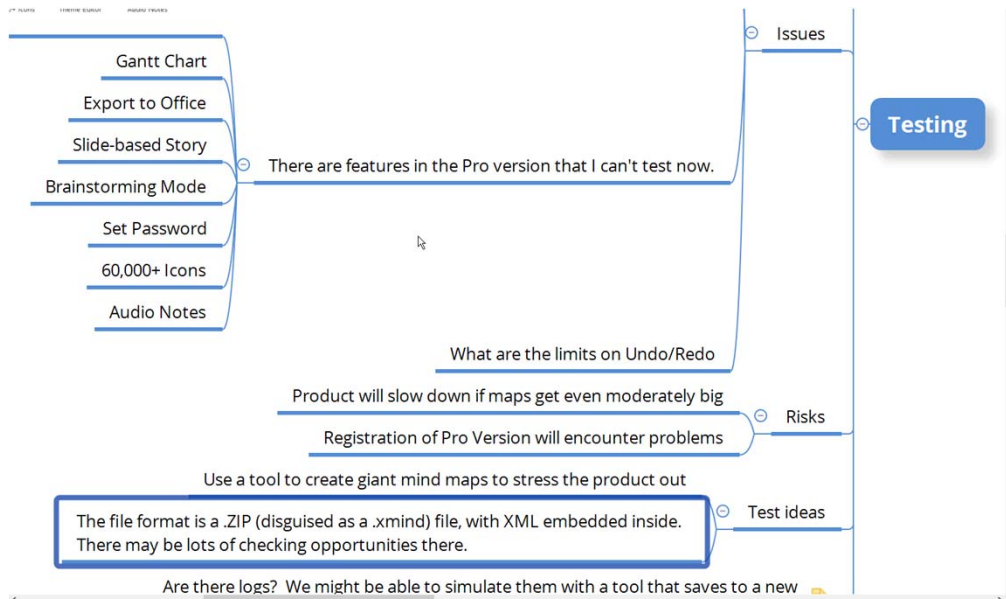 Icons
Theme Editor
Audio Notes
Issues
Gantt Chart
Export to Office
Testing
Slide-based Story
There are features in the Pro version that I can't test now.
Brainstorming Mode
Set Password
60,000+ Icons
Audio Notes
What are the limits on Undo/Redo
Product will slow down if maps get even moderately big
Risks
Registration of Pro Version will encounter problems
Use a tool to create giant mind maps to stress the product out
Test ideas
The file format is a .ZIP (disguised as a .xmind) file, with XML embedded inside.
There may be lots of checking opportunities there.
Are there logs? We might be able to simulate them with a tool that saves to a new